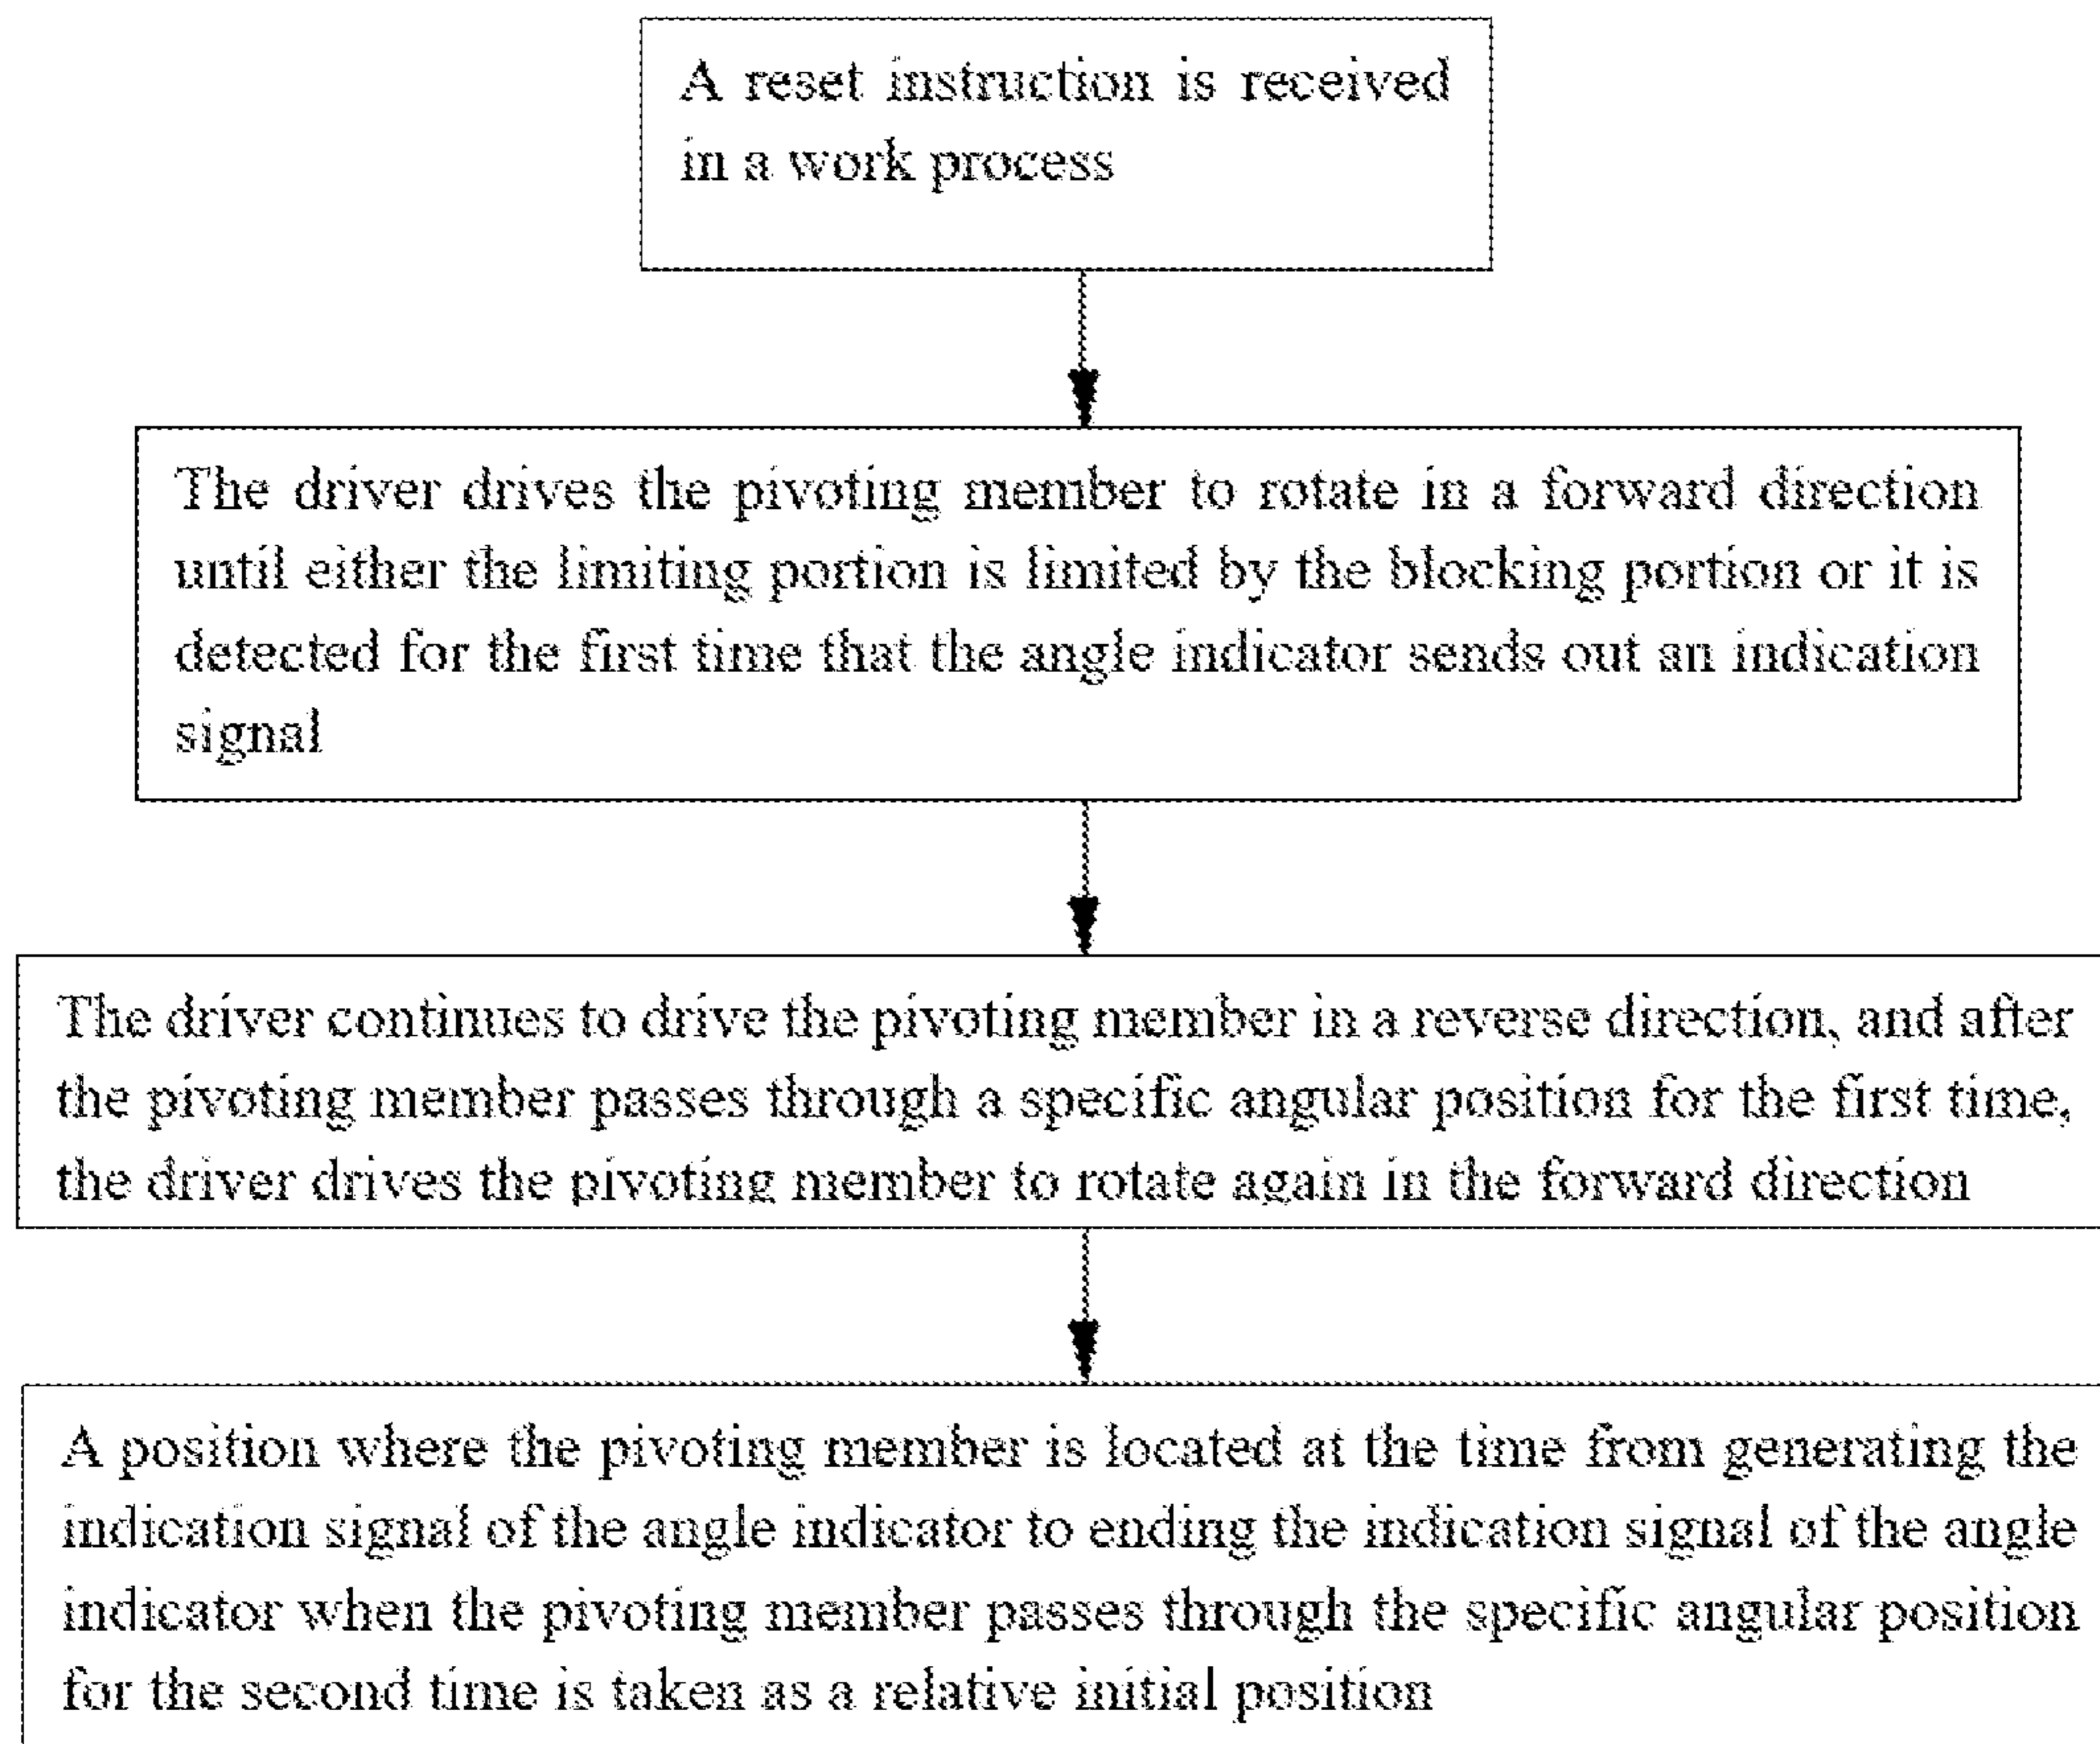 A reset instruction is received
in a work process
The driver drives the pivoting member to rotate in a forward direction
until either the limiting portion is limited by the blocking portion or it is
detected for the first time that the angle indicator sends out an indication
signal
The driver continues to drive the pivoting member in a reverse direction, and after
the pivoting member passes through a specific angular position for the first time,
the driver drives the pivoting member to rotate again in the forward direction
A position where the pivoting member is located at the time from generating the
indication signal of the angle indicator to ending the indication signal of the angle
indicator when the pivoting member passes through the specific angular position
for the second time is taken as a relative initial position